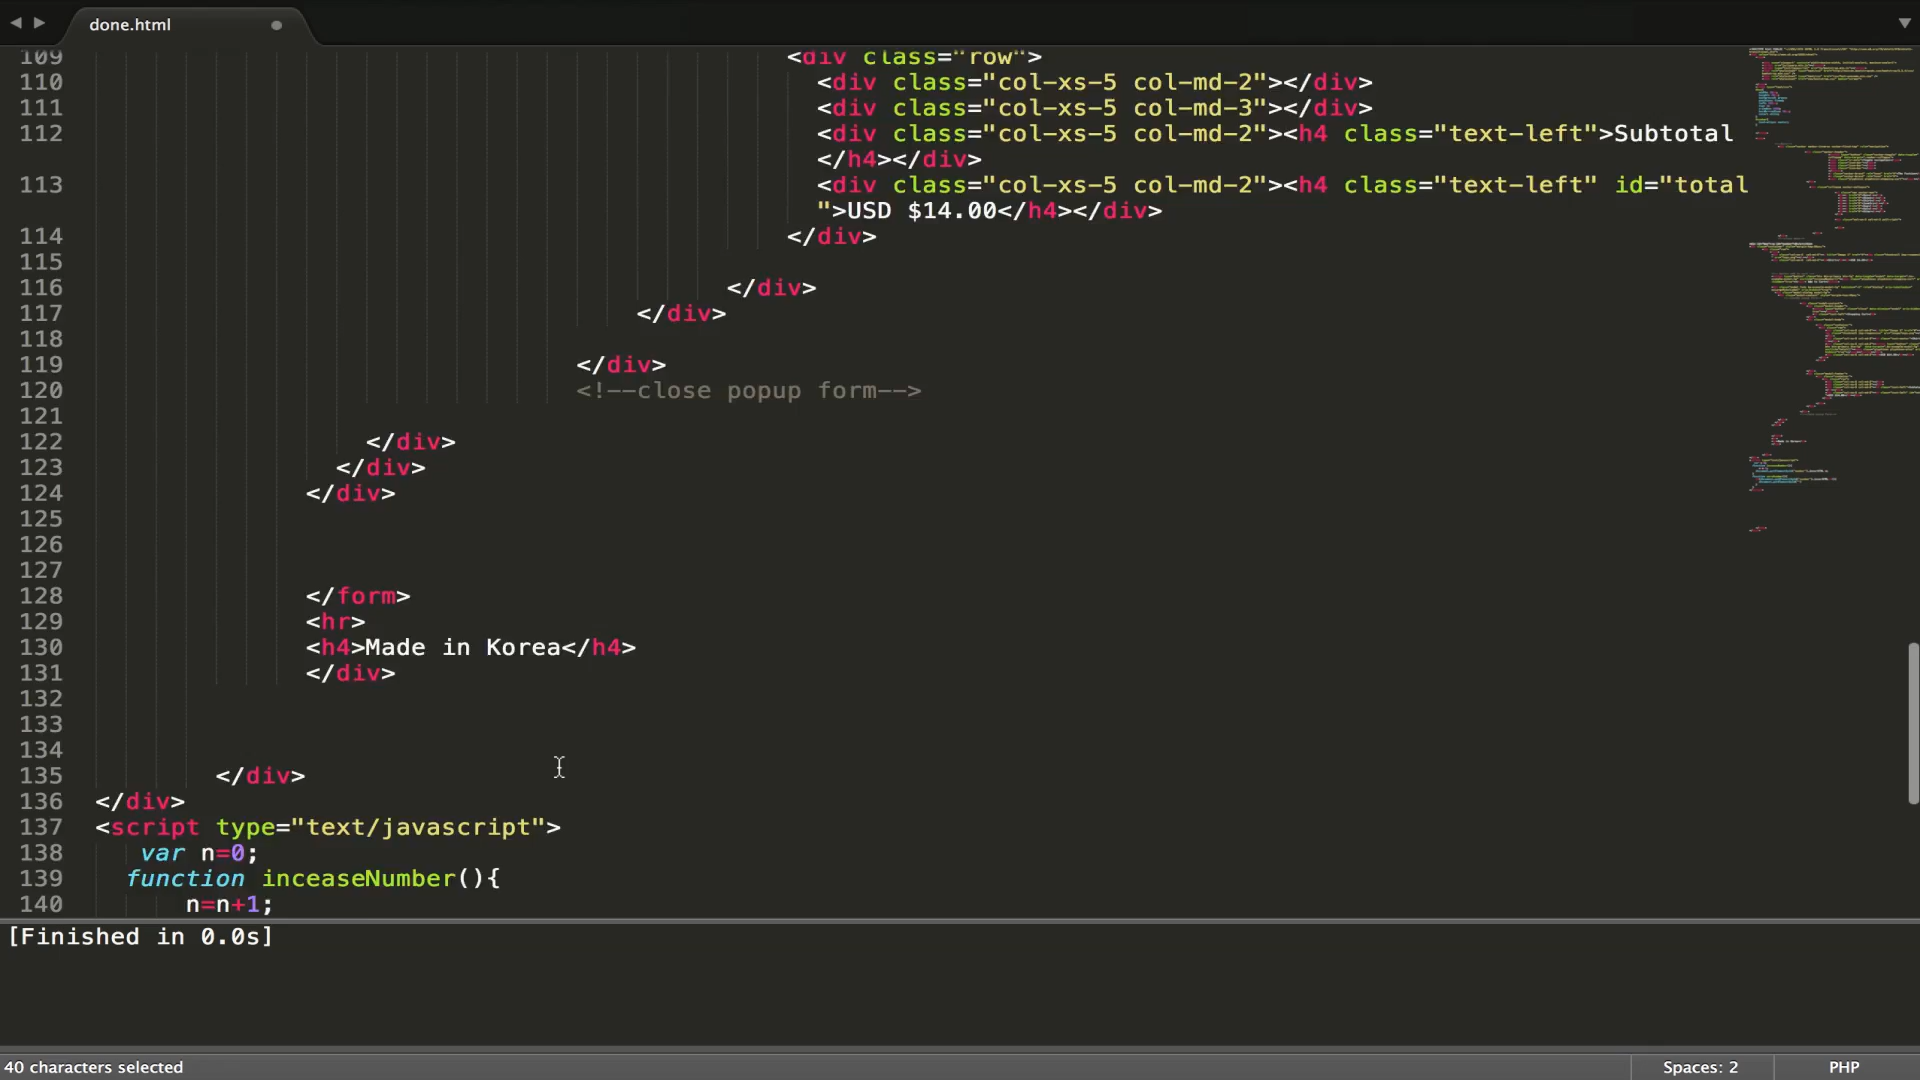 done.html
109 <div class="row">
110 <div class="col-xs-5 col-md-2"></div>
111 <div class="col-xs-5 col-md-3"></div>
112 <div class="col-xs-5 col-md-2"><h4 class="text-left">Subtotal
</h4></div>
113 <div class="col-xs-5 col-md-2"><h4 class="text-left" id="total
">USD $14.00</h4></div>
114 </div>
115
116 </div>
117 </div>
118
119 </div>
120 <!--close popup form-->
121
122 </div>
123 </div>
124 </div>
125
126
127
128 </form>
129 <hr>
130 <h4>Made in Korea</h4>
131 </div>
132
133
134
135 </div>
136 </div>
137 <script type="text/javascript">
138 var n=0;
139 function inceaseNumber(){
140 n=n+1;
[Finished in 0.0s]
40 characters selected
Spaces: 2
PHP